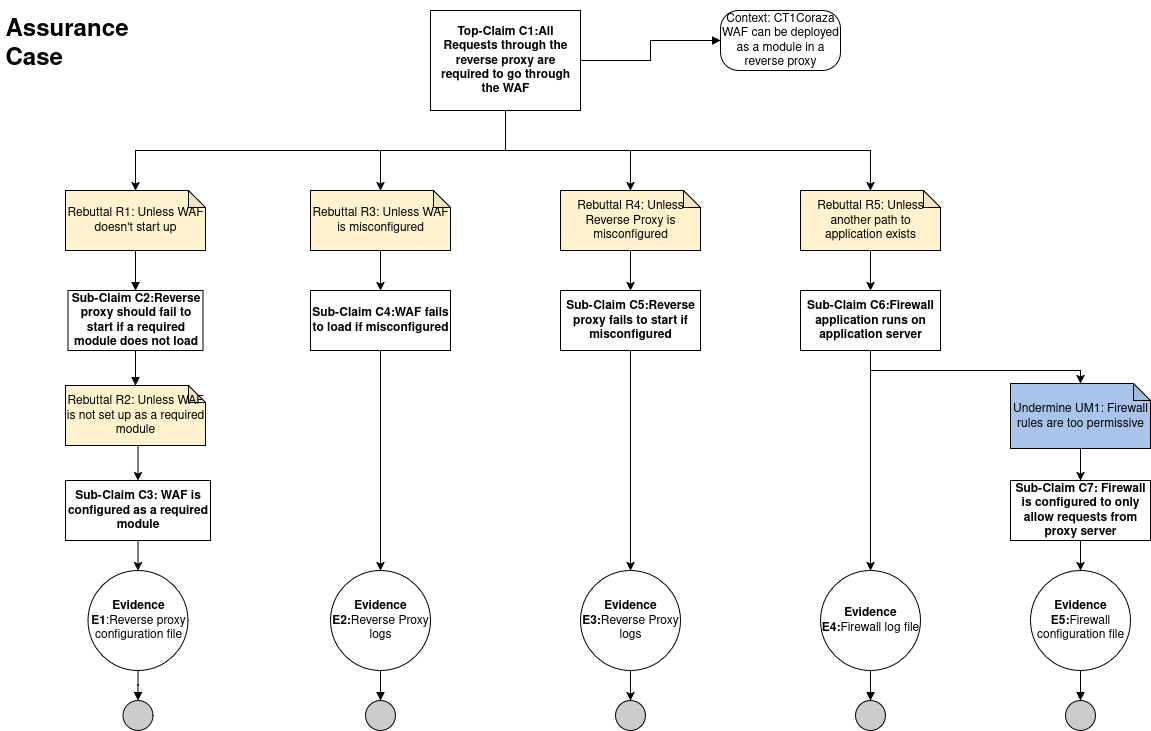 Assurance
Case
Top-Claim C1:All
Requests through the
reverse proxy are
required to go through
the WAF
Context: CT1Coraza
WAF can be deployed
as a module in a
reverse proxy
Rebuttal R1: Unless WAF
doesn't start up
Rebuttal R3: Unless WAF
is misconfigured
Rebuttal R4: Unless
Reverse Proxy is
misconfigured
Rebuttal R5: Unless
another path to
application exists
Sub-Claim C2:Reverse
proxy should fail to
start if a required
module does not load
Sub-Claim C4:WAF fails
to load if misconfigured
Sub-Claim C5:Reverse
proxy fails to start if
misconfigured
Sub-Claim C6:Firewall
application runs on
application server
Rebuttal R2: Unless WAF
is not set up as a required
module
Undermine UM1: Firewall
rules are too permissive
Sub-Claim C3: WAF is
configured as a required
module
Sub-Claim C7: Firewall
is configured to only
allow requests from
proxy server
Evidence
E1:Reverse proxy
configuration file
Evidence
E2:Reverse Proxy
logs
Evidence
E3:Reverse Proxy
logs
Evidence
E4:Firewall log file
Evidence
E5:Firewall
configuration file